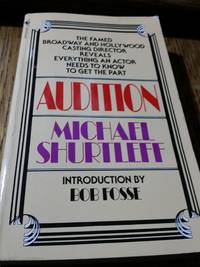 THE FAMED
BROADWAY AND HOLLYWOOD
CASTING DIRECTOR
REVEALS
EVERYTHING AN ACTOR
NEEDS TO KNOW
TO GET THE PART
AUDITION
MICHAEL
SHURTLEFF
INTRODUCTION BY
BOB FOSSE